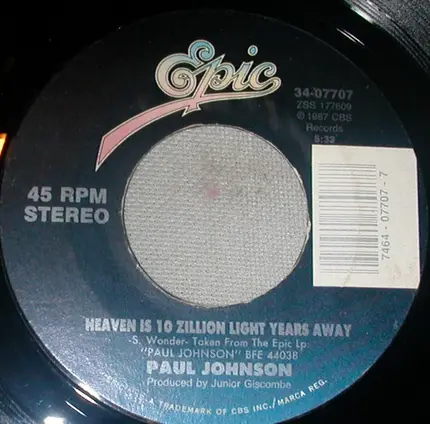 Epic
34-07707
ZSS 177609
℗ 1987 CBS
Records
5:33
45 RPM
STEREO
7464-07707-7
HEAVEN IS 10 ZILLION LIGHT YEARS AWAY
-S. Wonder- Taken From The Epic Lp:
"PAUL JOHNSON" BFE 44038
PAUL JOHNSON
Produced by Junior Giscombe
A TRADEMARK OF CBS INC./MARCA REG.